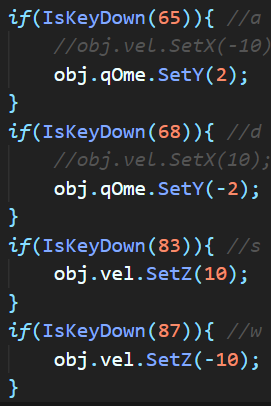 if(IsKeyDown(65)){ //a
    //obj.vel.SetX(-10)
    obj.qOme.SetY(2);
}
if(IsKeyDown(68)){ //d
    //obj.vel.SetX(10);
    obj.qOme.SetY(-2);
}
if(IsKeyDown(83)){ //s
    obj.vel.SetZ(10);
}
if(IsKeyDown(87)){ //w
    obj.vel.SetZ(-10);
}